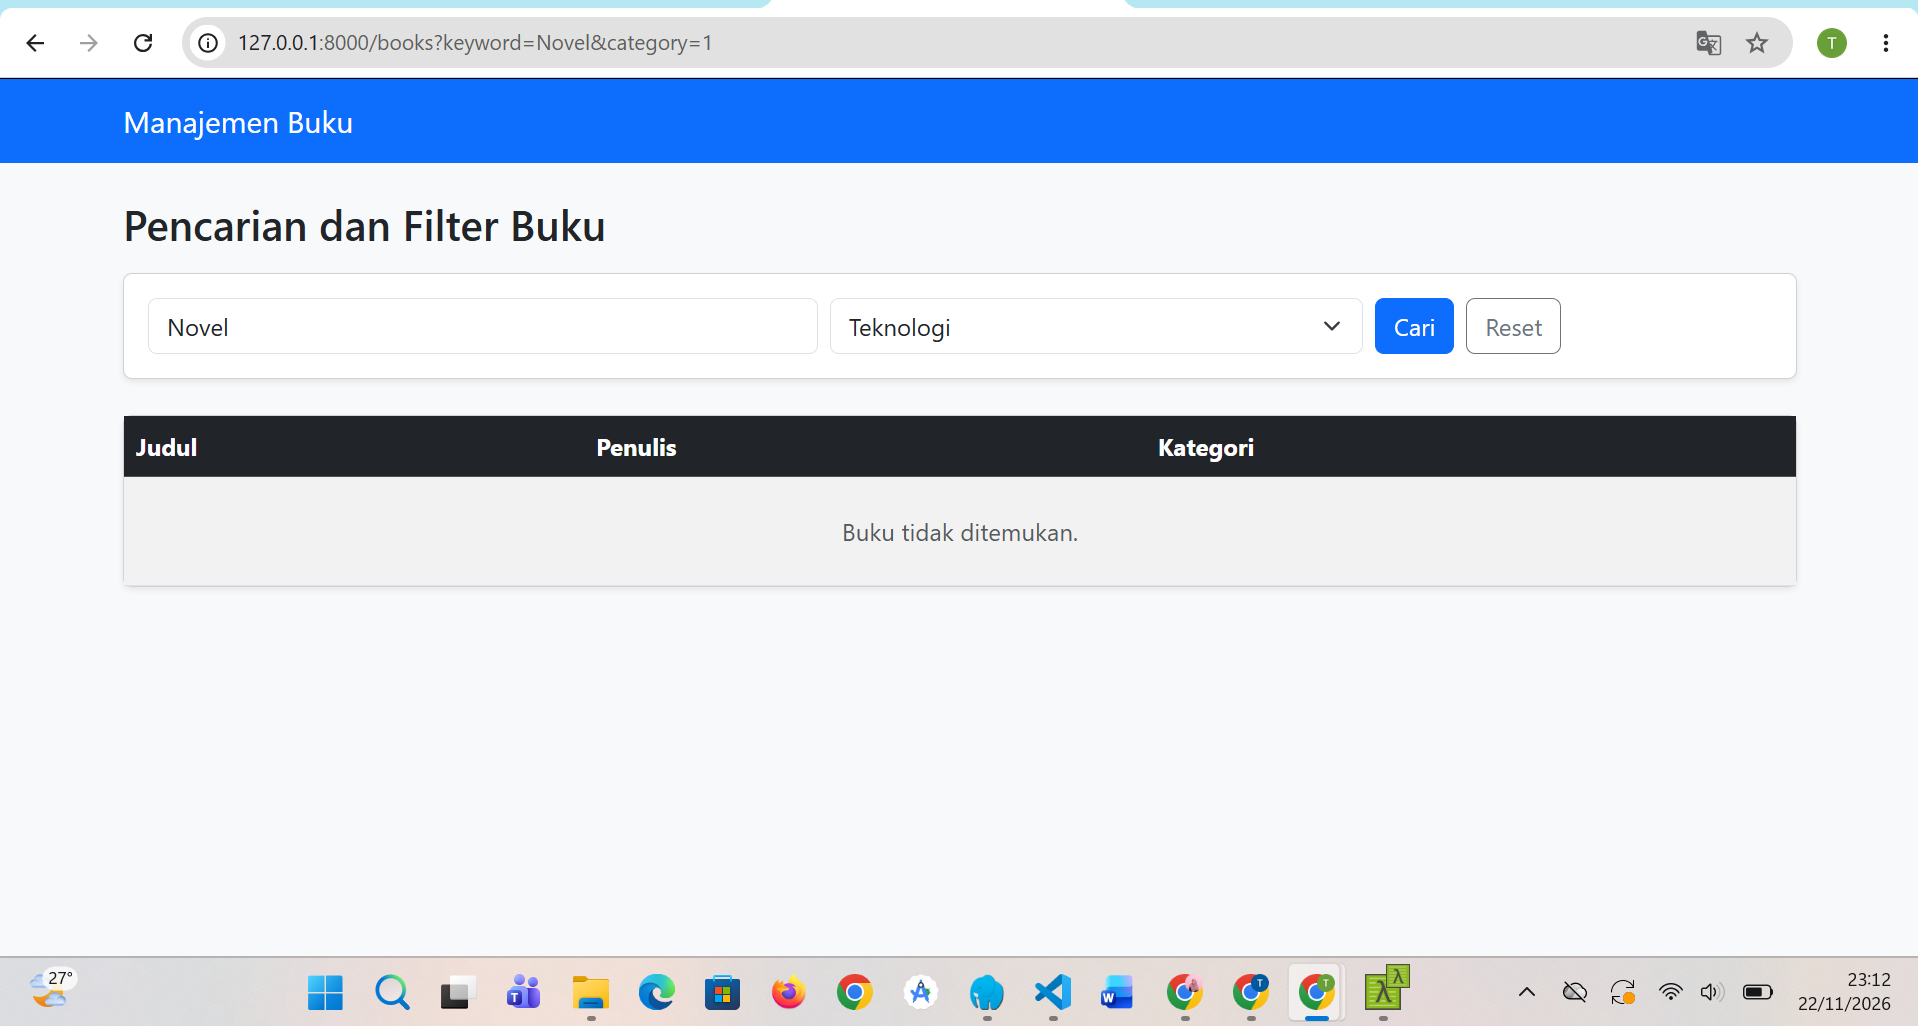 127.0.0.1:8000/books?keyword=Novel&category=1
T
Manajemen Buku
Pencarian dan Filter Buku
Novel
Teknologi
Cari
Reset
Judul Penulis Kategori
Buku tidak ditemukan.
27°
23:12
22/11/2026